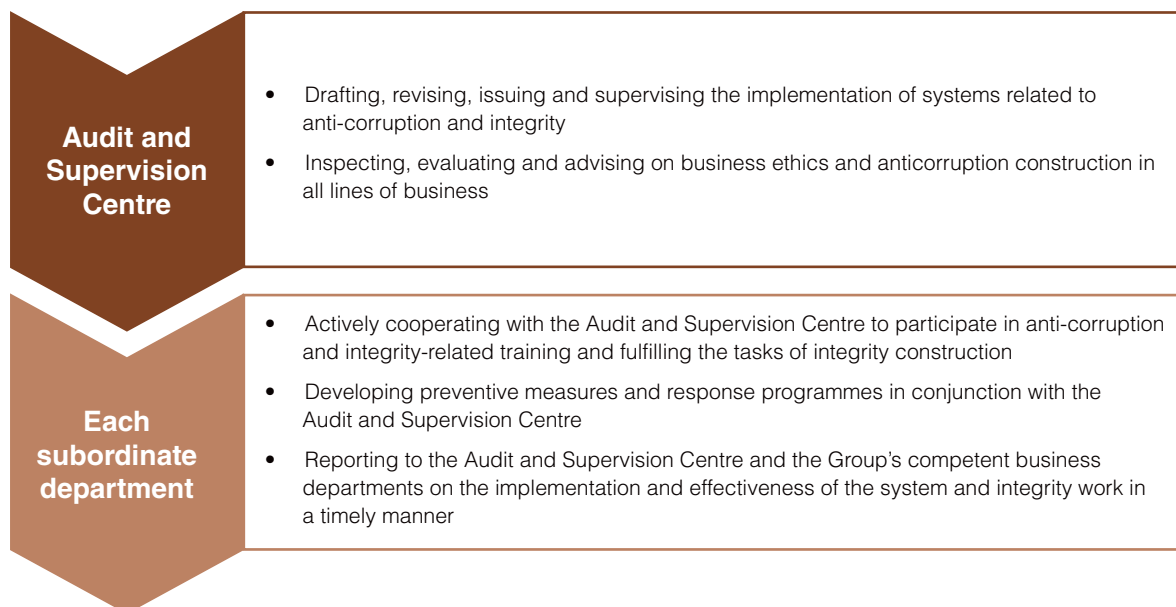 Audit and
Supervision
Centre
• Drafting, revising, issuing and supervising the implementation of systems related to
anti-corruption and integrity
• Inspecting, evaluating and advising on business ethics and anticorruption construction in
all lines of business
Each
subordinate
department
• Actively cooperating with the Audit and Supervision Centre to participate in anti-corruption
and integrity-related training and fulfilling the tasks of integrity construction
• Developing preventive measures and response programmes in conjunction with the
Audit and Supervision Centre
• Reporting to the Audit and Supervision Centre and the Group's competent business
departments on the implementation and effectiveness of the system and integrity work in
a timely manner